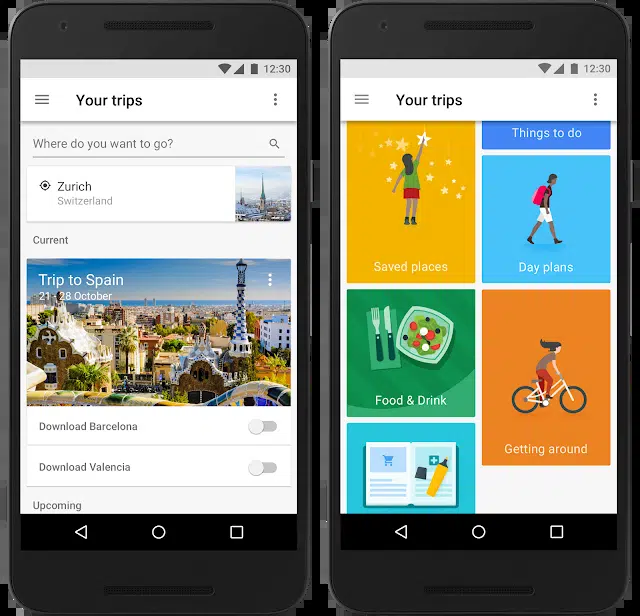 12:30
Your trips
Where do you want to go?
Zurich
Switzerland
Current
Trip to Spain
21 - 28 October
Download Barcelona
Download Valencia
Upcoming
12:30
Your trips
Things to do
Saved places
Day plans
Food & Drink
Getting around